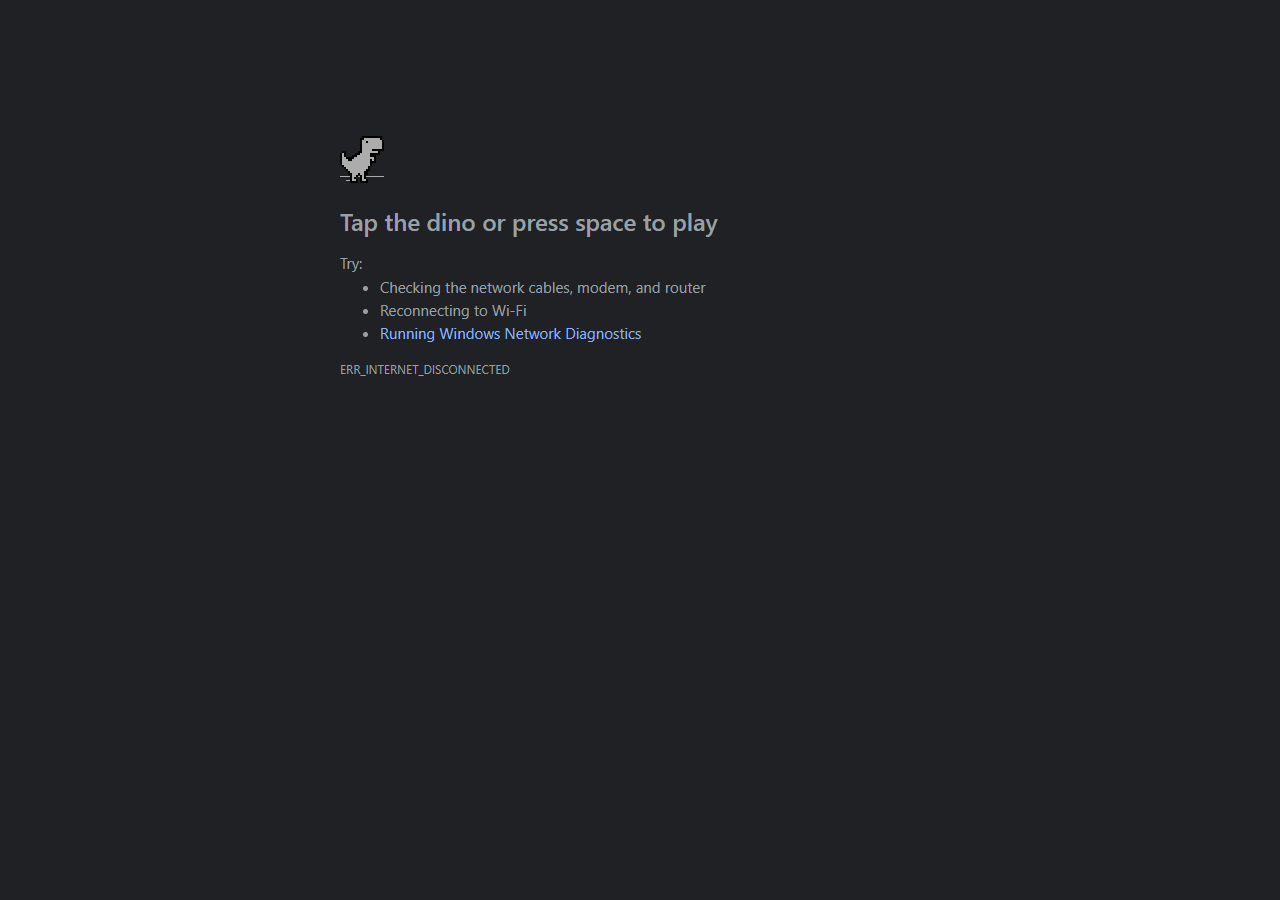 Tap the dino or press space to play
Try:
Checking the network cables, modem, and router
Reconnecting to Wi-Fi
Running Windows Network Diagnostics
ERR_INTERNET_DISCONNECTED